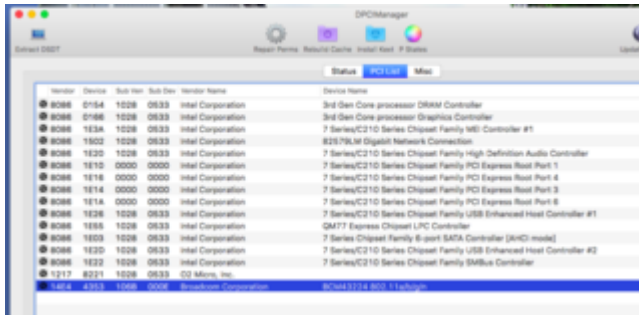 DPCIManager
Extract DSDT Repair Perms Rebuild Cache Install Kext P States
Status PCI List Misc
Vendor Device Sub Ven Sub Dev Vendor Name Device Name
8086 0154 1028 0533 Intel Corporation 3rd Gen Core processor DRAM Controller
8086 0166 1028 0533 Intel Corporation 3rd Gen Core processor Graphics Controller
8086 1E3A 1028 0533 Intel Corporation 7 Series/C210 Series Chipset Family MEI Controller #1
8086 1502 1028 0533 Intel Corporation 82579LM Gigabit Network Connection
8086 1E20 1028 0533 Intel Corporation 7 Series/C210 Series Chipset Family High Definition Audio Controller
8086 1E10 0000 0000 Intel Corporation 7 Series/C210 Series Chipset Family PCI Express Root Port 1
8086 1E16 0000 0000 Intel Corporation 7 Series/C210 Series Chipset Family PCI Express Root Port 4
8086 1E14 0000 0000 Intel Corporation 7 Series/C210 Series Chipset Family PCI Express Root Port 3
8086 1E1A 0000 0000 Intel Corporation 7 Series/C210 Series Chipset Family PCI Express Root Port 6
8086 1E26 1028 0533 Intel Corporation 7 Series/C210 Series Chipset Family USB Enhanced Host Controller #1
8086 1E55 1028 0533 Intel Corporation QM77 Express Chipset LPC Controller
8086 1E03 1028 0533 Intel Corporation 7 Series Chipset Family 6-port SATA Controller [AHCI mode]
8086 1E2D 1028 0533 Intel Corporation 7 Series/C210 Series Chipset Family USB Enhanced Host Controller #2
8086 1E22 1028 0533 Intel Corporation 7 Series/C210 Series Chipset Family SMBus Controller
1217 8221 1028 0533 O2 Micro, Inc.
14E4 4353 106B 000E Broadcom Corporation BCM43224 802.11a/b/g/n